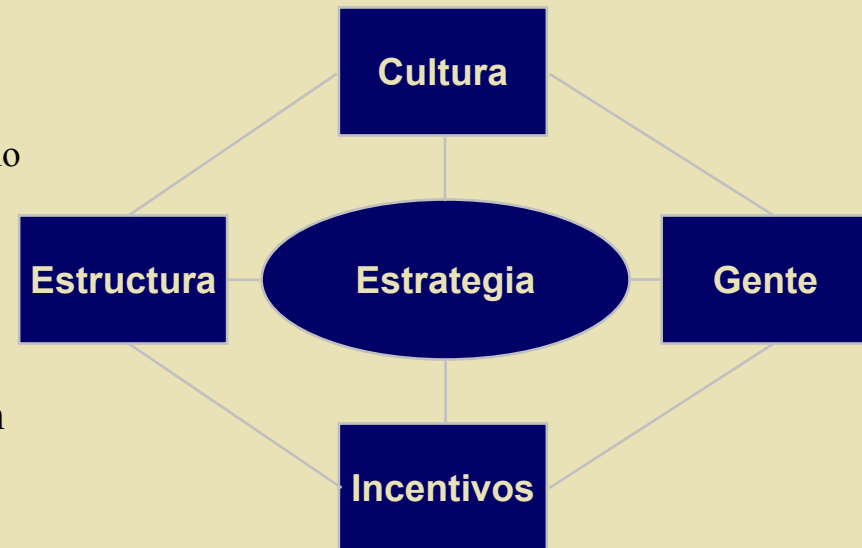 Cultura
Estructura
Estrategia
Gente
Incentivos